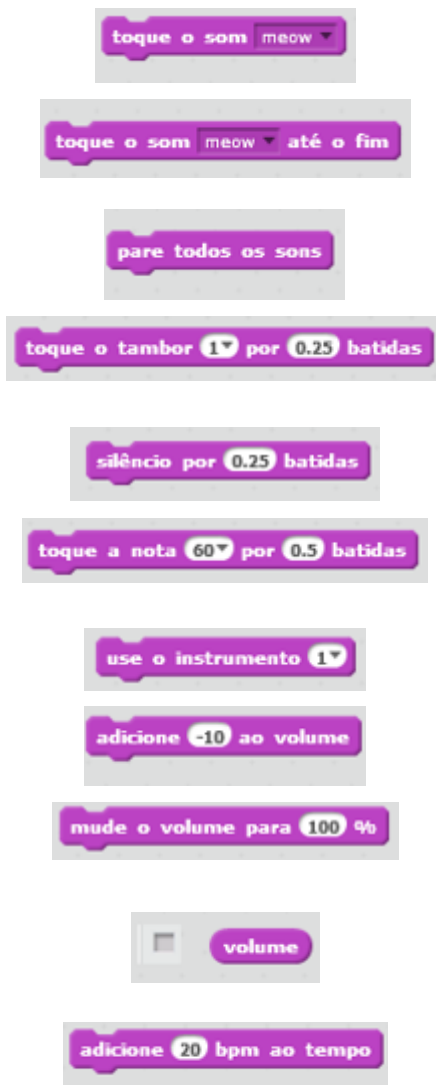 toque o som meow
toque o som meow até o fim
pare todos os sons
toque o tambor 1 por 0.25 batidas
silêncio por 0.25 batidas
toque a nota 60 por 0.5 batidas
use o instrumento 1
adicione -10 ao volume
mude o volume para 100 %
volume
adicione 20 bpm ao tempo